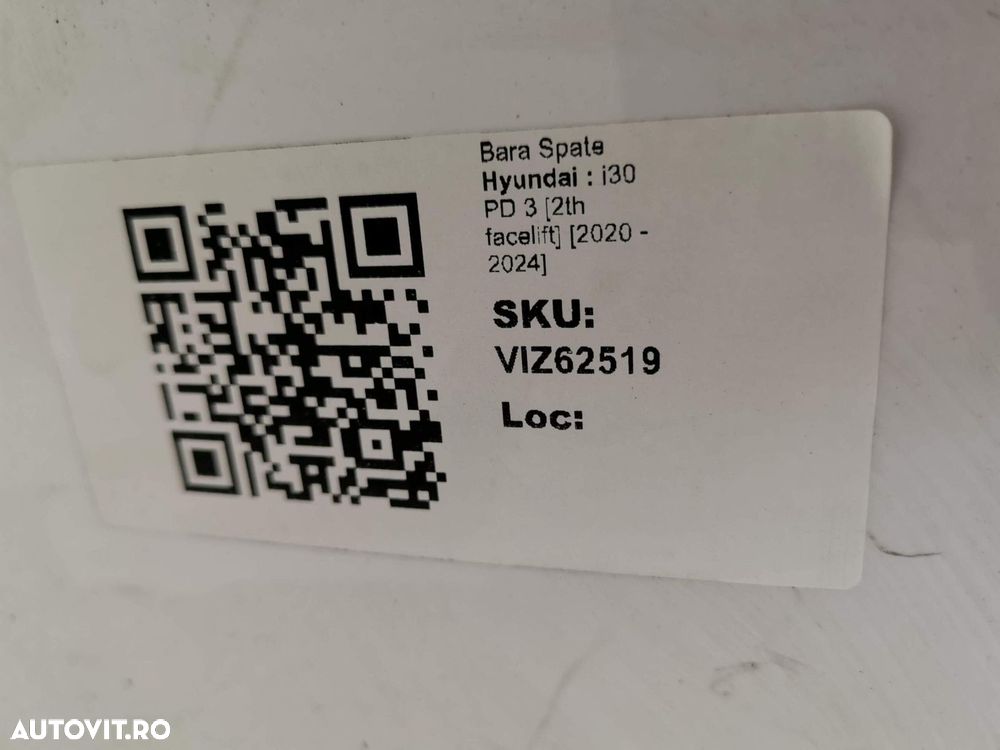 Bara Spate
Hyundai : i30
PD 3 [2th
facelift] [2020 -
2024]
SKU:
VIZ62519
Loc:
AUTOVIT.RO